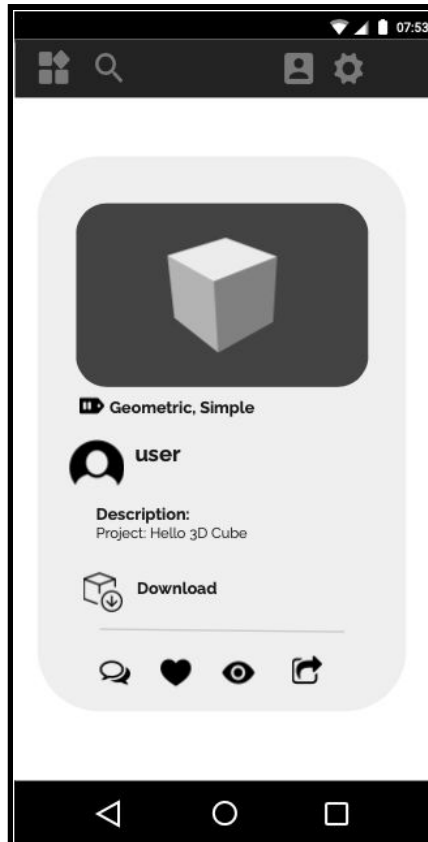 07:53
Geometric, Simple
user
Description:
Project: Hello 3D Cube
Download